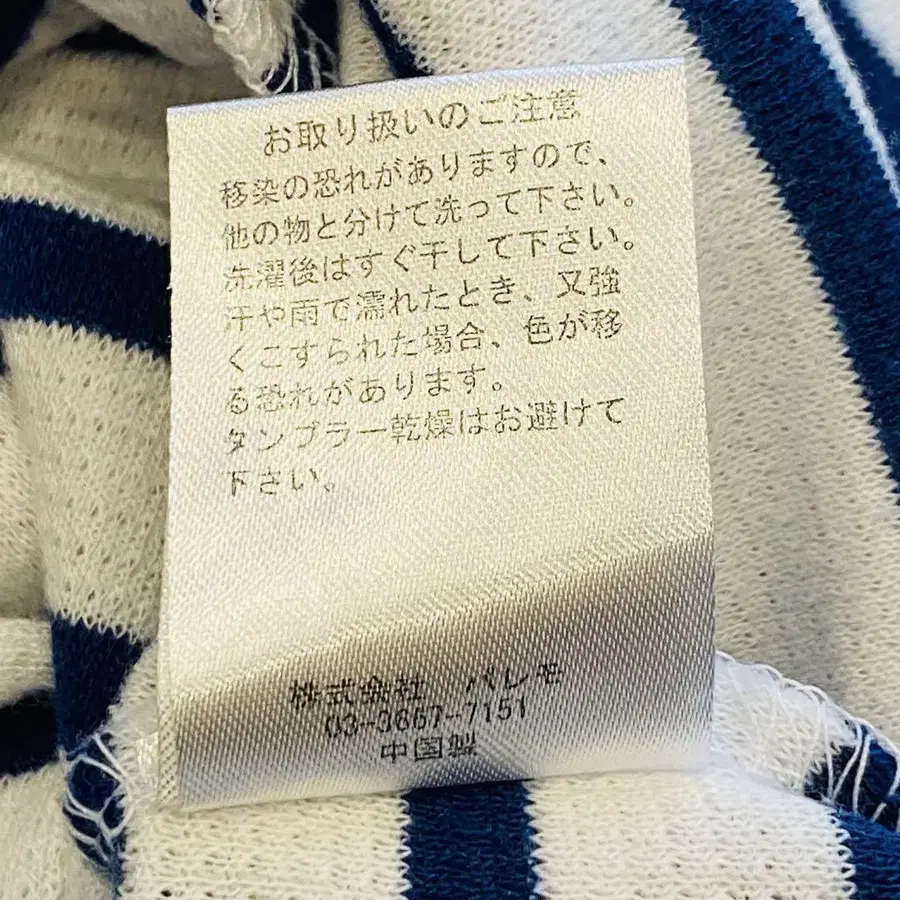 お取り扱いのご注意
移染の恐れがありますので、
他の物と分けて洗って下さい。
洗濯後はすぐ干して下さい。
汗や雨で濡れたとき、又強
くこすられた場合、色が移
る恐れがあります。
タンブラー乾燥はお避けて
下さい。
株式会社 パレモ
03-3667-7151
中国製